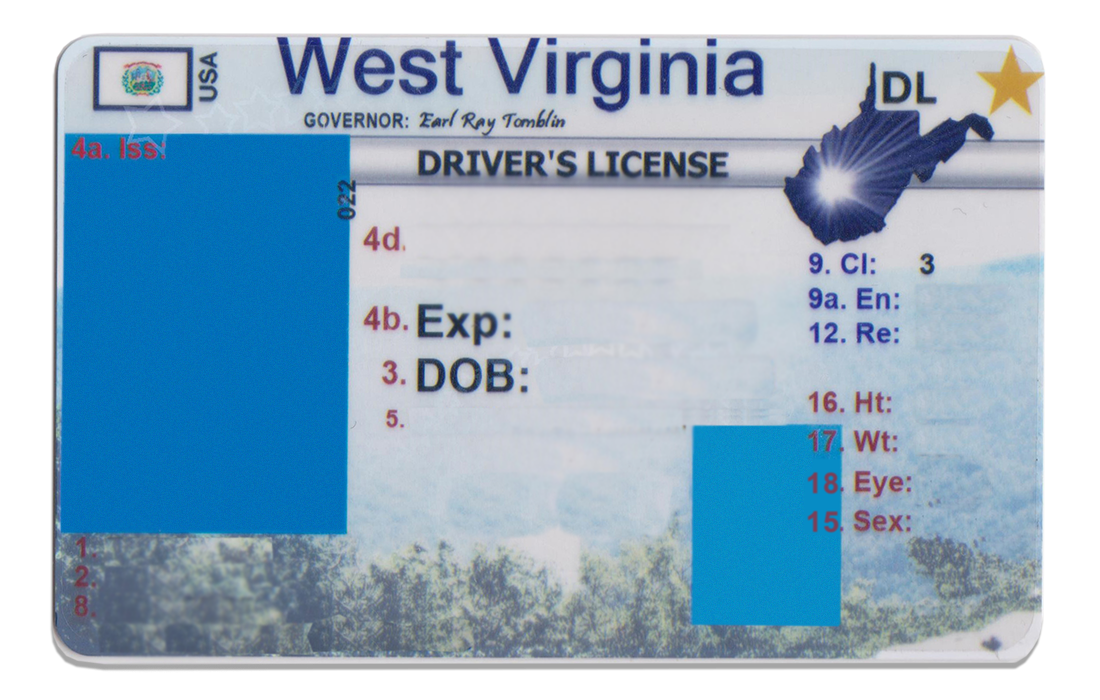 West Virginia
USA
DL
GOVERNOR: Earl Ray Tomblin
DRIVER'S LICENSE
4a. Iss:
022
4d.
4b. Exp:
3. DOB:
5.
9. Cl: 3
9a. En:
12. Re:
16. Ht:
17. Wt:
18. Eye:
15. Sex:
1.
2.
8.